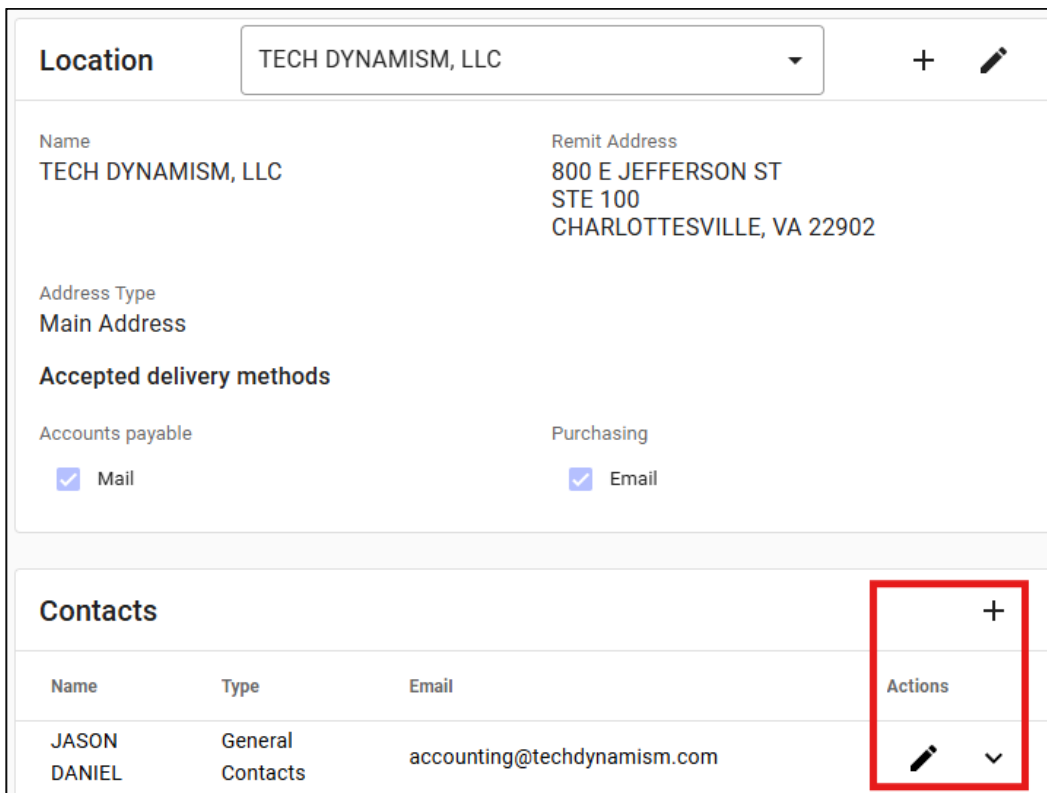 Location
TECH DYNAMISM, LLC
Name
TECH DYNAMISM, LLC
Remit Address
800 E JEFFERSON ST
STE 100
CHARLOTTESVILLE, VA 22902
Address Type
Main Address
Accepted delivery methods
Accounts payable
Mail
Purchasing
Email
Contacts
Name Type Email Actions
JASON DANIEL General Contacts accounting@techdynamism.com